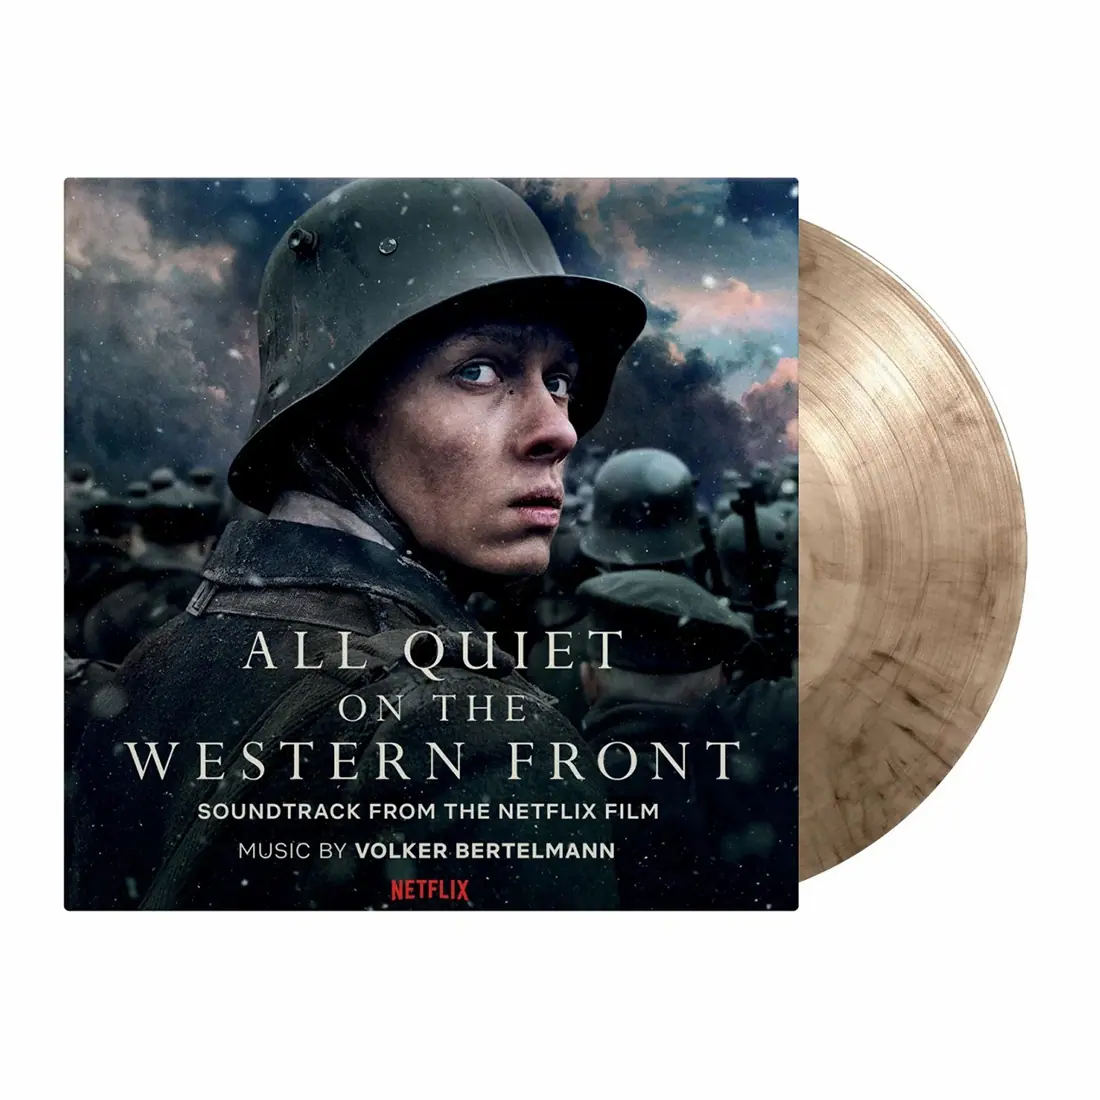 ALL QUIET
ON THE
WESTERN FRONT
SOUNDTRACK FROM THE NETFLIX FILM
MUSIC BY VOLKER BERTELMANN
NETFLIX